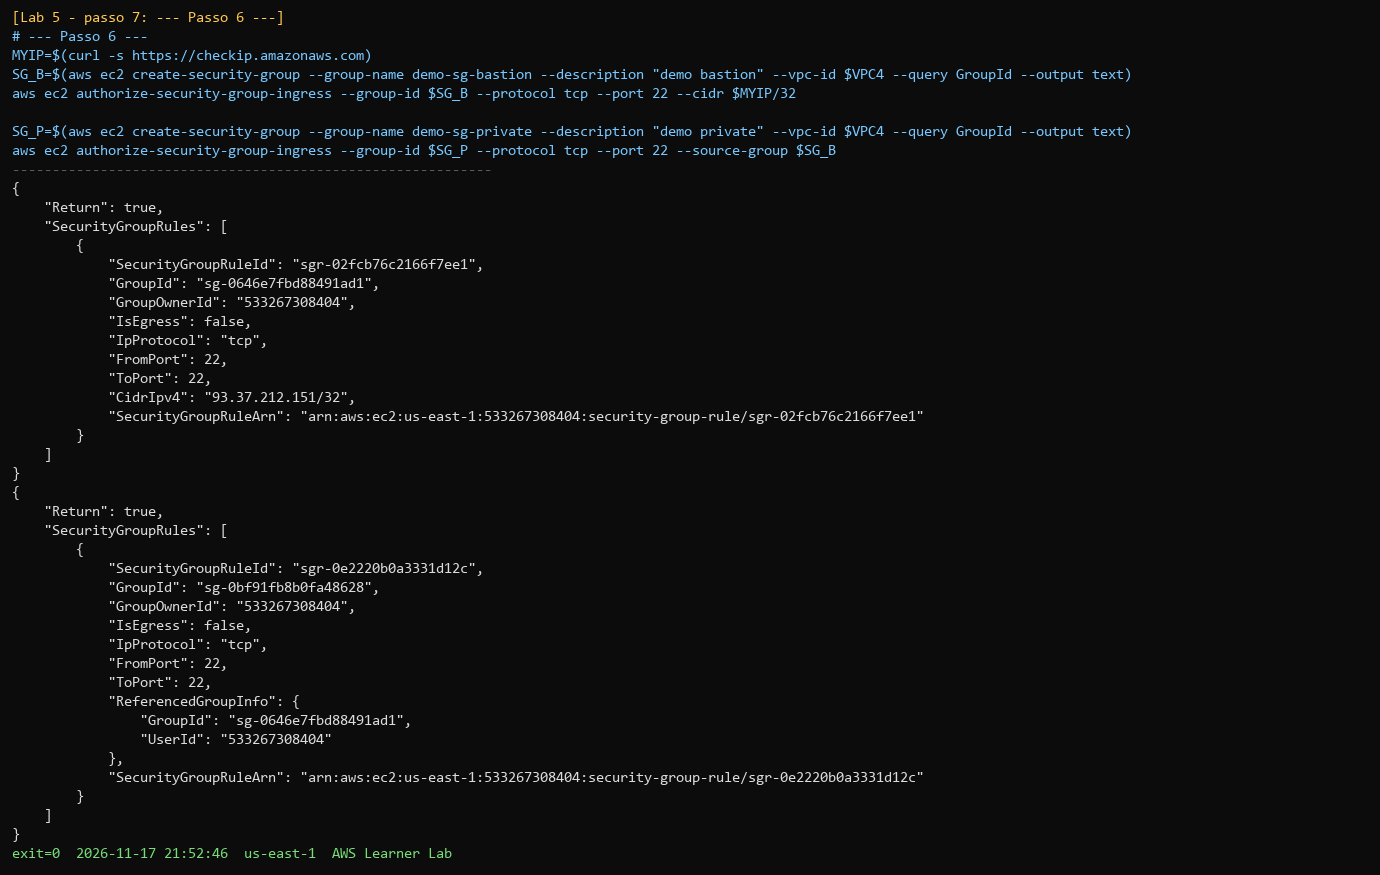 [Lab 5 - passo 7: --- Passo 6 ---]
# --- Passo 6 ---
MYIP=$(curl -s https://checkip.amazonaws.com)
SG_B=$(aws ec2 create-security-group --group-name demo-sg-bastion --description "demo bastion" --vpc-id $VPC4 --query GroupId --output text)
aws ec2 authorize-security-group-ingress --group-id $SG_B --protocol tcp --port 22 --cidr $MYIP/32

SG_P=$(aws ec2 create-security-group --group-name demo-sg-private --description "demo private" --vpc-id $VPC4 --query GroupId --output text)
aws ec2 authorize-security-group-ingress --group-id $SG_P --protocol tcp --port 22 --source-group $SG_B
------------------------------------------------------------
{
    "Return": true,
    "SecurityGroupRules": [
        {
            "SecurityGroupRuleId": "sgr-02fcb76c2166f7ee1",
            "GroupId": "sg-0646e7fbd88491ad1",
            "GroupOwnerId": "533267308404",
            "IsEgress": false,
            "IpProtocol": "tcp",
            "FromPort": 22,
            "ToPort": 22,
            "CidrIpv4": "93.37.212.151/32",
            "SecurityGroupRuleArn": "arn:aws:ec2:us-east-1:533267308404:security-group-rule/sgr-02fcb76c2166f7ee1"
        }
    ]
}
{
    "Return": true,
    "SecurityGroupRules": [
        {
            "SecurityGroupRuleId": "sgr-0e2220b0a3331d12c",
            "GroupId": "sg-0bf91fb8b0fa48628",
            "GroupOwnerId": "533267308404",
            "IsEgress": false,
            "IpProtocol": "tcp",
            "FromPort": 22,
            "ToPort": 22,
            "ReferencedGroupInfo": {
                "GroupId": "sg-0646e7fbd88491ad1",
                "UserId": "533267308404"
            },
            "SecurityGroupRuleArn": "arn:aws:ec2:us-east-1:533267308404:security-group-rule/sgr-0e2220b0a3331d12c"
        }
    ]
}
exit=0  2026-11-17 21:52:46  us-east-1  AWS Learner Lab